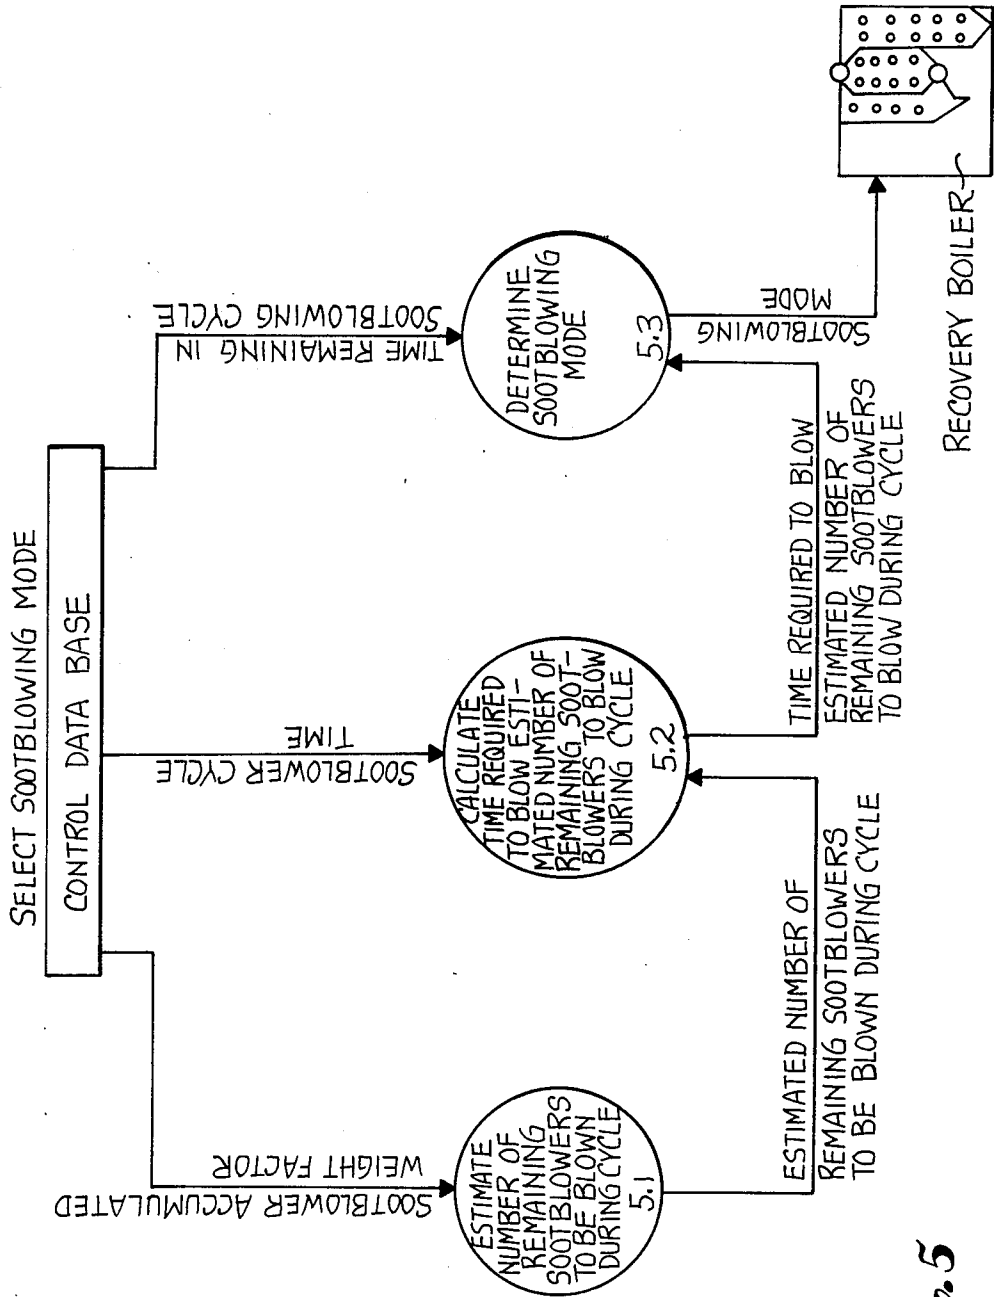 SELECT SOOTBLOWING MODE
CONTROL DATA BASE
SOOTBLOWER ACCUMULATED
WEIGHT FACTOR
SOOTBLOWER CYCLE
TIME
TIME REMAINING IN
SOOTBLOWING CYCLE
ESTIMATE
NUMBER OF
REMAINING
SOOTBLOWERS
TO BE BLOWN
DURING CYCLE
5.1
CALCULATE
TIME REQUIRED
TO BLOW ESTI-
MATED NUMBER OF
REMAINING SOOT-
BLOWERS TO BLOW
DURING CYCLE
5.2
DETERMINE
SOOTBLOWING
MODE
5.3
ESTIMATED NUMBER OF
REMAINING SOOTBLOWERS
TO BE BLOWN DURING CYCLE
TIME REQUIRED TO BLOW
ESTIMATED NUMBER OF
REMAINING SOOTBLOWERS
TO BLOW DURING CYCLE
SOOTBLOWING
MODE
RECOVERY BOILER
.5